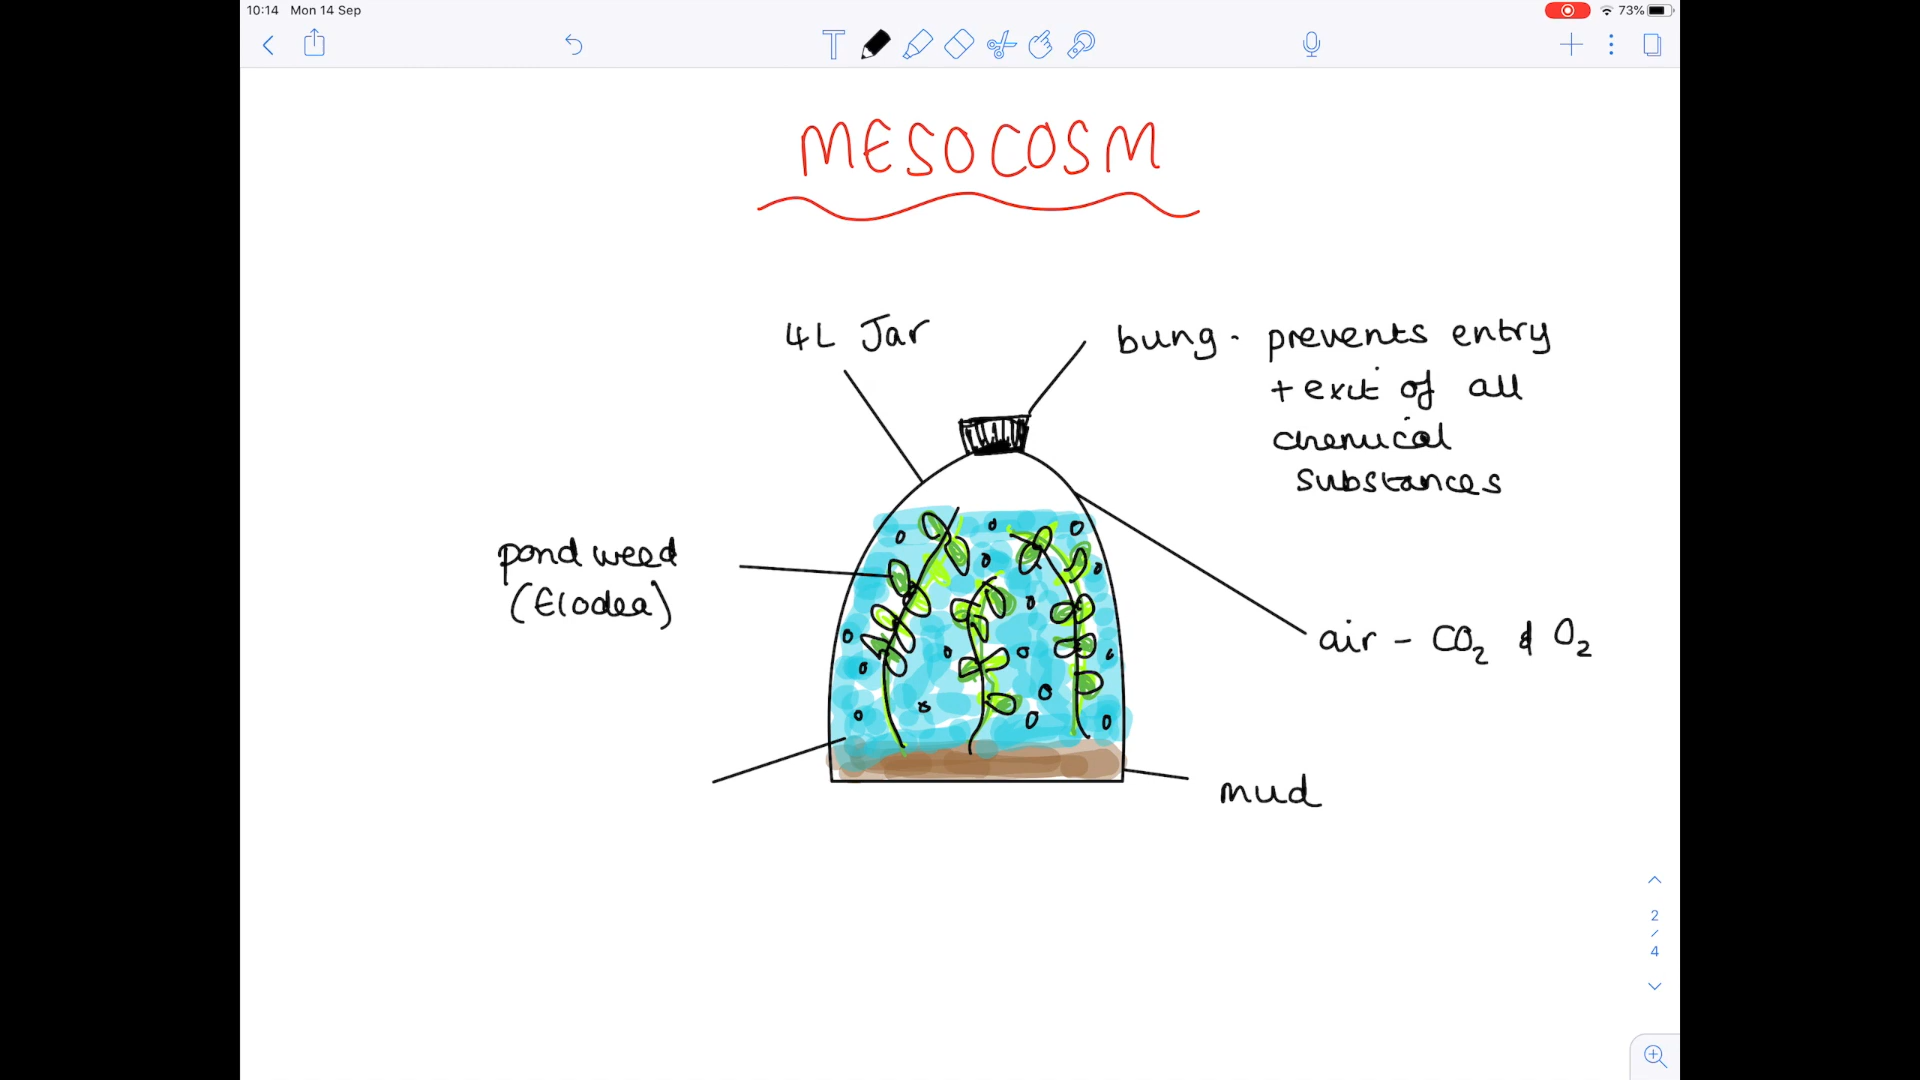 10:14 Mon 14 Sep
73%
T
MESOCOSM
4L Jar
bung - prevents entry
+ exit of all
chemical
substances
pond weed
(Elodea)
air - CO₂ & O₂
mud
2
/
4